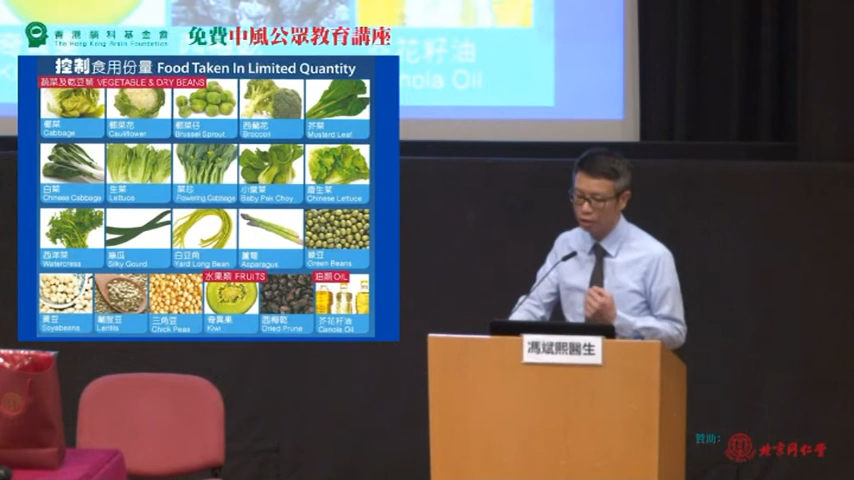 香港腦科基金會
The Hong Kong Brain Foundation
免費中風公眾教育講座
控制食用份量 Food Taken In Limited Quantity
蔬菜及乾豆類 VEGETABLE & DRY BEANS
椰菜
Cabbage
椰菜花
Cauliflower
椰菜仔
Brussel Sprout
西蘭花
Broccoli
芥菜
Mustard Leaf
白菜
Chinese Cabbage
生菜
Lettuce
菜芯
Flowering Cabbage
小棠菜
Baby Pak Choy
唐生菜
Chinese Lettuce
西洋菜
Watercress
絲瓜
Silky Gourd
白豆角
Yard Long Bean
蘆筍
Asparagus
綠豆
Green Beans
水果類 FRUITS
油類 OIL
黃豆
Soyabeans
扁豆
Lentils
三角豆
Chick Peas
奇異果
Kiwi
西梅乾
Dried Prune
芥花籽油
Canola Oil
花籽油
Canola Oil
馮斌熙醫生
贊助:
北京同仁堂